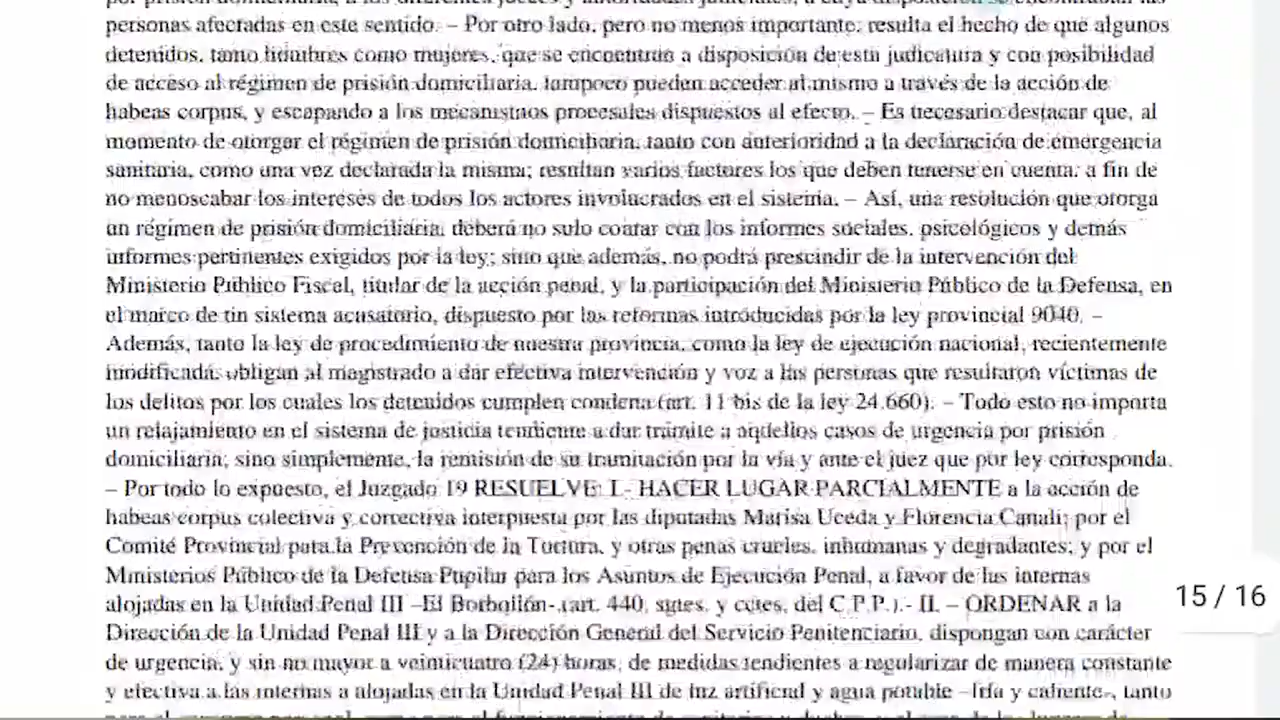 personas afectadas en este sentido. – Por otro lado, pero no menos importante; resulta el hecho de que algunos
detenidos, tanto hombres como mujeres, que se encuentran a disposición de esta judicatura y con posibilidad
de acceso al régimen de prisión domiciliaria, tampoco pueden acceder al mismo a través de la acción de
habeas corpus, y escapando a los mecanismos procesales dispuestos al efecto. – Es necesario destacar que, al
momento de otorgar el régimen de prisión domiciliaria, tanto con anterioridad a la declaración de emergencia
sanitaria, como una vez declarada la misma; resultan varios factores los que deben tenerse en cuenta, a fin de
no menoscabar los intereses de todos los actores involucrados en el sistema. – Así, una resolución que otorga
un régimen de prisión domiciliaria, deberá no solo contar con los informes sociales, psicológicos y demás
informes pertinentes exigidos por la ley; sino que además, no podrá prescindir de la intervención del
Ministerio Público Fiscal, titular de la acción penal, y la participación del Ministerio Público de la Defensa, en
el marco de un sistema acusatorio, dispuesto por las reformas introducidas por la ley provincial 9040. –
Además, tanto la ley de procedimiento de nuestra provincia, como la ley de ejecución nacional, recientemente
modificada, obligan al magistrado a dar efectiva intervención y voz a las personas que resultaron víctimas de
los delitos por los cuales los detenidos cumplen condena (art. 11 bis de la ley 24.660). – Todo esto no importa
un relajamiento en el sistema de justicia tendiente a dar trámite a aquellos casos de urgencia por prisión
domiciliaria; sino simplemente, la remisión de su tramitación por la vía y ante el juez que por ley corresponda.
– Por todo lo expuesto, el Juzgado 19 RESUELVE: I.- HACER LUGAR PARCIALMENTE a la acción de
habeas corpus colectiva y correctiva interpuesta por las diputadas Marisa Uceda y Florencia Canali; por el
Comité Provincial para la Prevención de la Tortura, y otras penas crueles, inhumanas y degradantes; y por el
Ministerios Público de la Defensa Pupilar para los Asuntos de Ejecución Penal, a favor de las internas
alojadas en la Unidad Penal III –El Borbollón-.(art. 440, sgtes. y cctes. del C.P.P.).- II. – ORDENAR a la
Dirección de la Unidad Penal III y a la Dirección General del Servicio Penitenciario, dispongan con carácter
de urgencia, y sin no mayor a veinticuatro (24) horas, de medidas tendientes a regularizar de manera constante
y efectiva a las internas a alojadas en la Unidad Penal III de luz artificial y agua potable –fría y caliente-, tanto
15 / 16